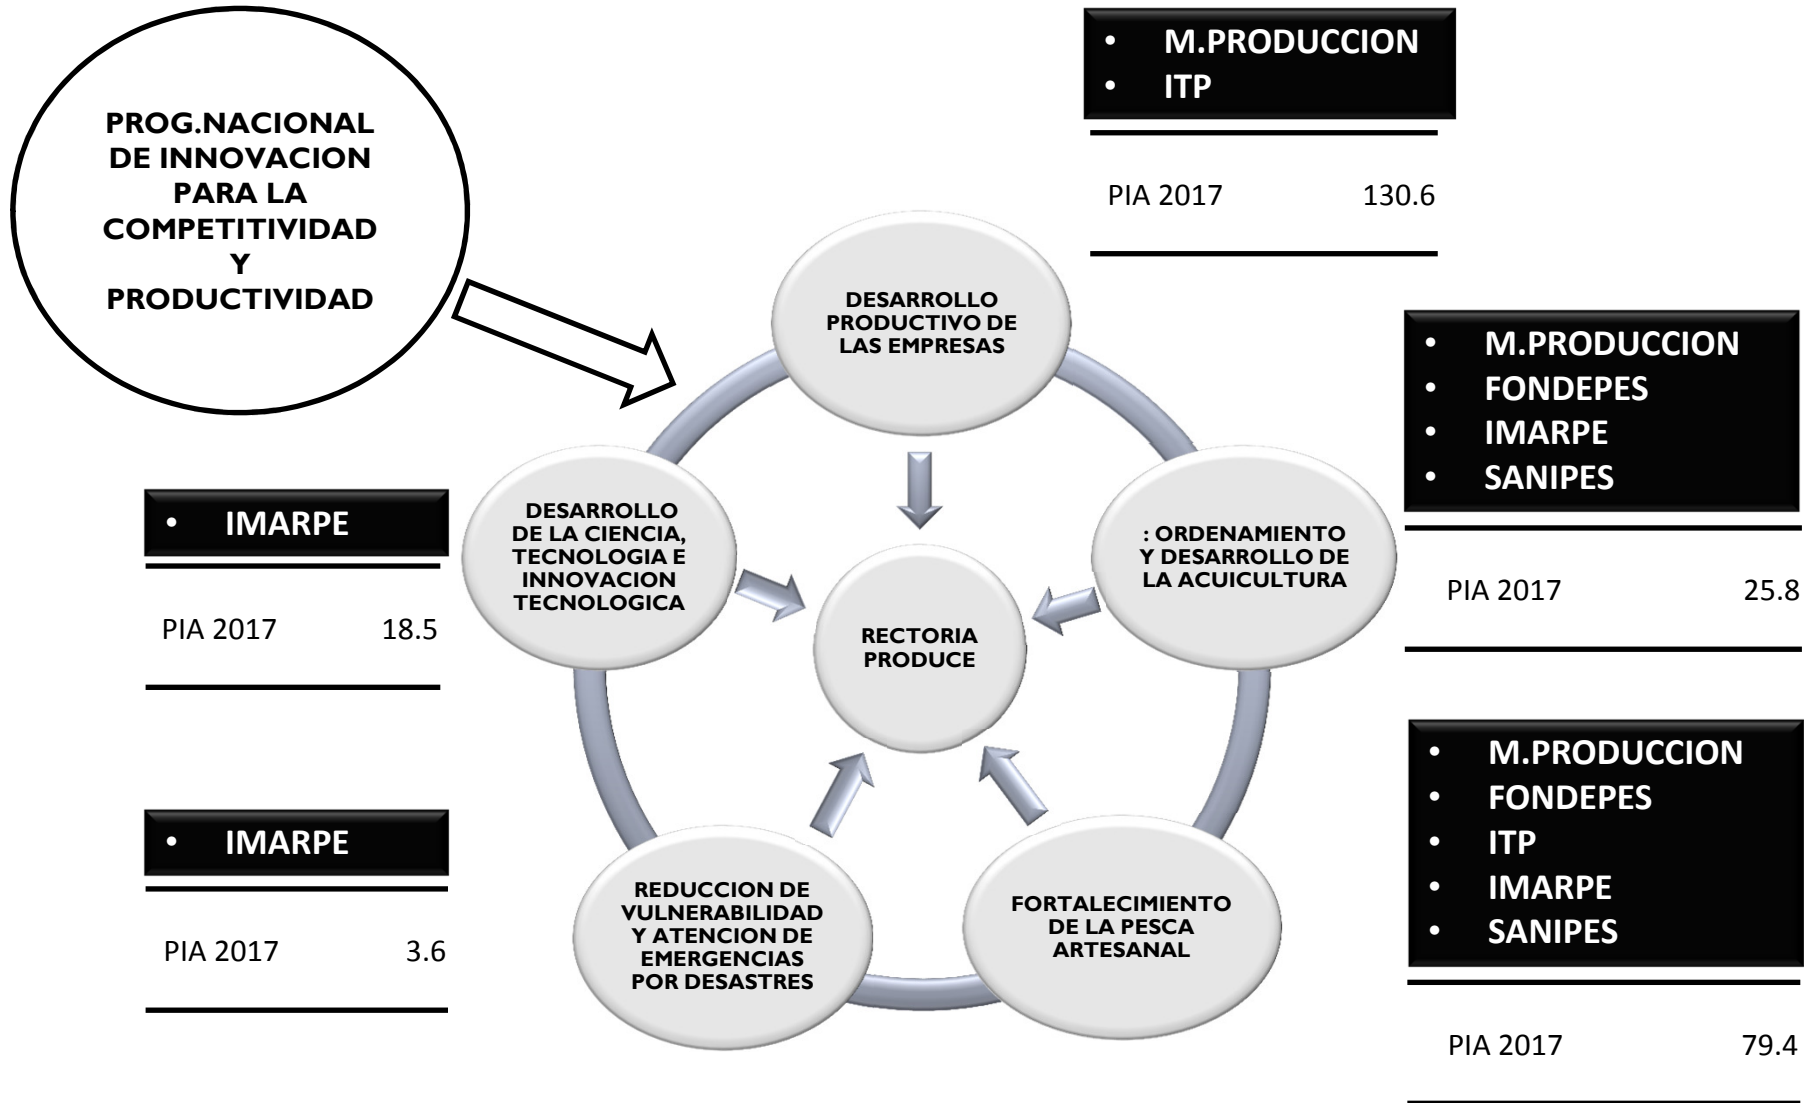 PROG.NACIONAL
DE INNOVACION
PARA LA
COMPETITIVIDAD
Y
PRODUCTIVIDAD
• M.PRODUCCION
• ITP
PIA 2017 130.6
DESARROLLO
PRODUCTIVO DE
LAS EMPRESAS
• M.PRODUCCION
• FONDEPES
• IMARPE
• SANIPES
PIA 2017 25.8
: ORDENAMIENTO
Y DESARROLLO DE
LA ACUICULTURA
• IMARPE
PIA 2017 18.5
DESARROLLO
DE LA CIENCIA,
TECNOLOGIA E
INNOVACION
TECNOLOGICA
RECTORIA
PRODUCE
• IMARPE
PIA 2017 3.6
REDUCCION DE
VULNERABILIDAD
Y ATENCION DE
EMERGENCIAS
POR DESASTRES
FORTALECIMIENTO
DE LA PESCA
ARTESANAL
• M.PRODUCCION
• FONDEPES
• ITP
• IMARPE
• SANIPES
PIA 2017 79.4